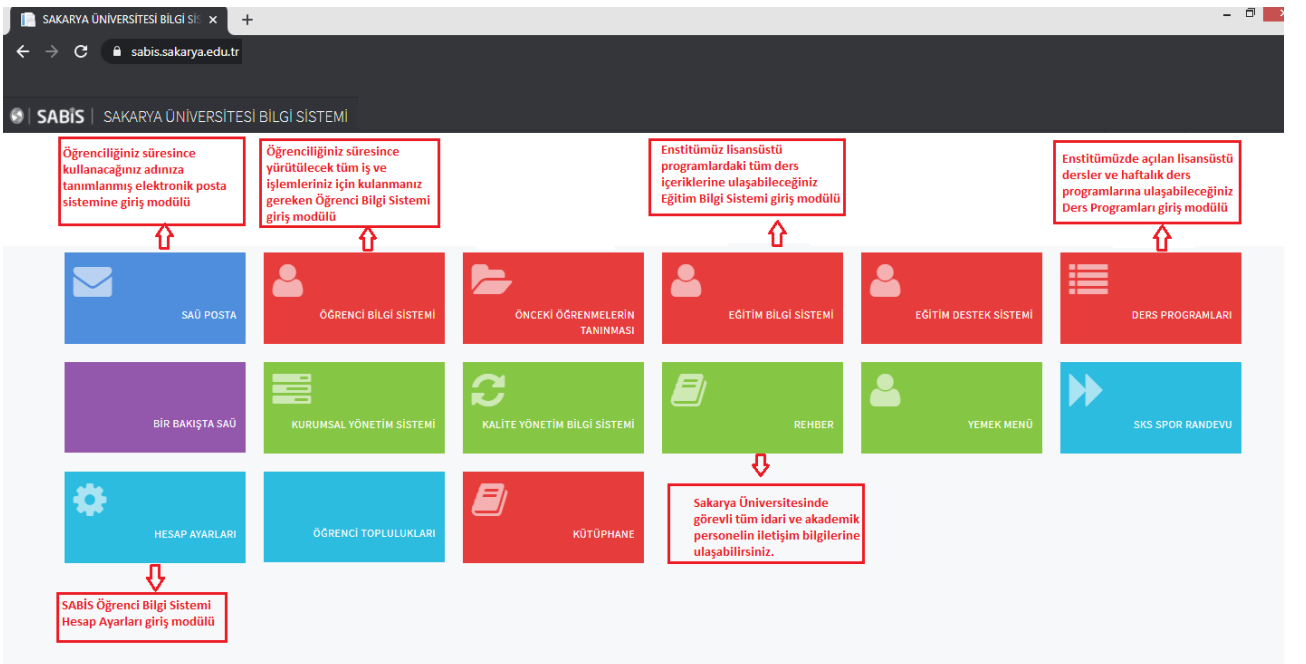 SAKARYA ÜNİVERSİTESİ BİLGİ SİS
sabis.sakarya.edu.tr
SABİS | SAKARYA ÜNİVERSİTESİ BİLGİ SİSTEMİ
Öğrenciliğiniz süresince
kullanacağınız adınıza
tanımlanmış elektronik posta
sistemine giriş modülü
Öğrenciliğiniz süresince
yürütülecek tüm iş ve
işlemleriniz için kulanmanız
gereken Öğrenci Bilgi Sistemi
giriş modülü
Enstitümüz lisansüstü
programlardaki tüm ders
içeriklerine ulaşabileceğiniz
Eğitim Bilgi Sistemi giriş modülü
Enstitümüzde açılan lisansüstü
dersler ve haftalık ders
programlarına ulaşabileceğiniz
Ders Programları giriş modülü
SAÜ POSTA
ÖĞRENCİ BİLGİ SİSTEMİ
ÖNCEKİ ÖĞRENMELERİN
TANINMASI
EĞİTİM BİLGİ SİSTEMİ
EĞİTİM DESTEK SİSTEMİ
DERS PROGRAMLARI
BİR BAKIŞTA SAÜ
KURUMSAL YÖNETİM SİSTEMİ
KALİTE YÖNETİM BİLGİ SİSTEMİ
REHBER
YEMEK MENÜ
SKS SPOR RANDEVU
HESAP AYARLARI
ÖĞRENCİ TOPLULUKLARI
KÜTÜPHANE
Sakarya Üniversitesinde
görevli tüm idari ve akademik
personelin iletişim bilgilerine
ulaşabilirsiniz.
SABİS Öğrenci Bilgi Sistemi
Hesap Ayarları giriş modülü